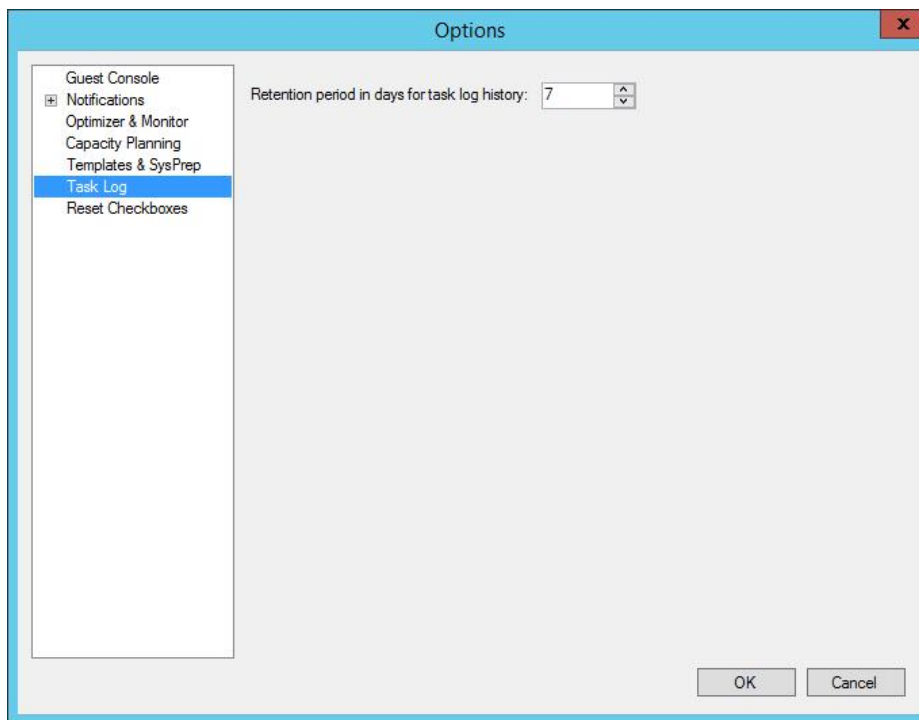 Options
x
Guest Console
Notifications
Optimizer & Monitor
Capacity Planning
Templates & SysPrep
Task Log
Reset Checkboxes
Retention period in days for task log history: 7
OK Cancel